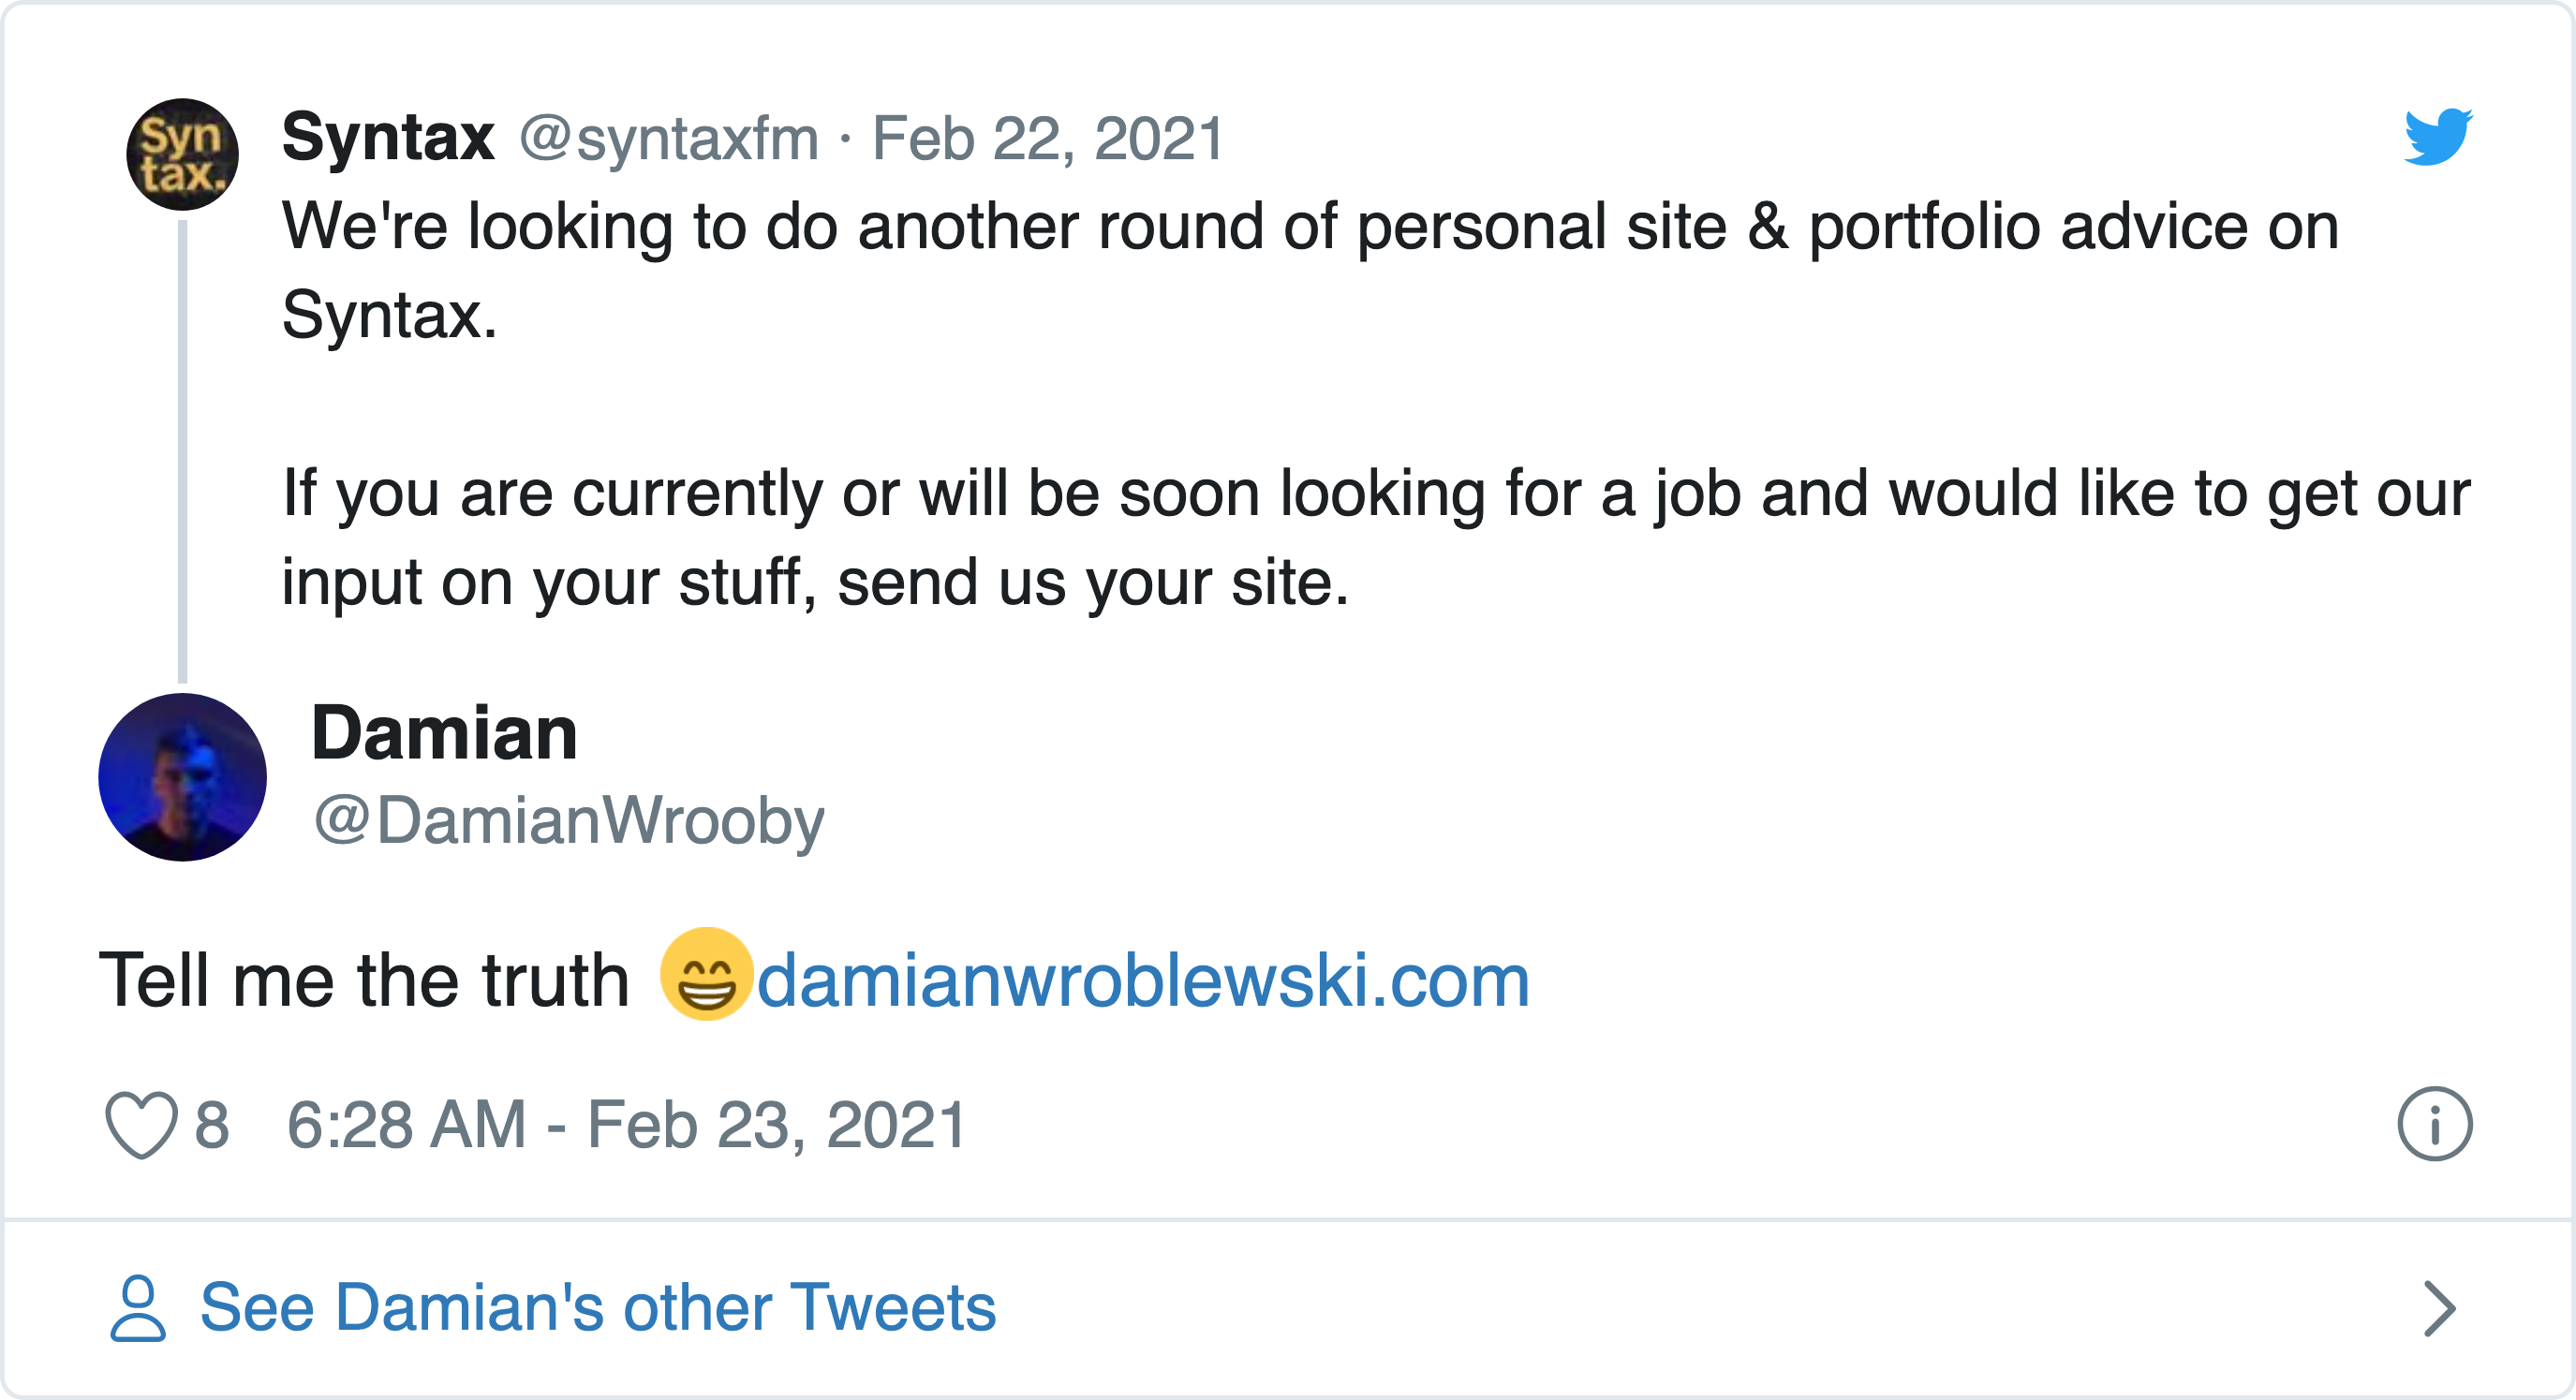 Syn
tax.
Syntax @syntaxfm · Feb 22, 2021
We're looking to do another round of personal site & portfolio advice on
Syntax.
If you are currently or will be soon looking for a job and would like to get our
input on your stuff, send us your site.
Damian
@DamianWrooby
Tell me the truth 😄damianwroblewski.com
8 6:28 AM - Feb 23, 2021
See Damian's other Tweets